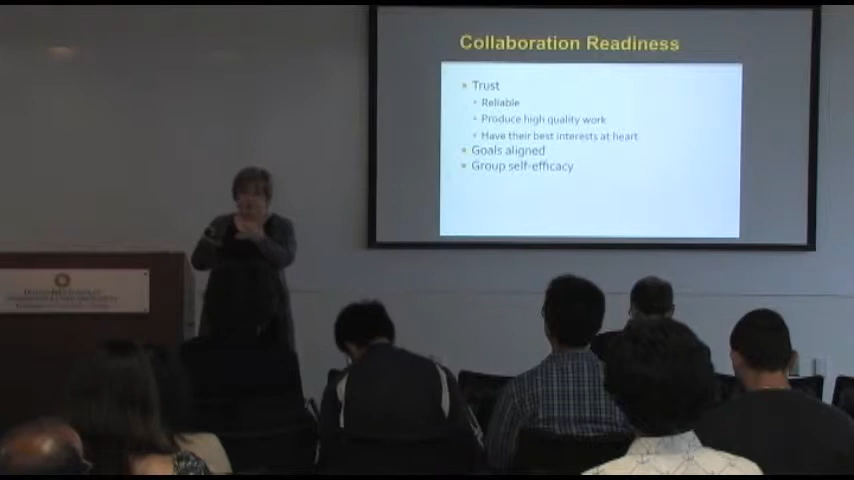 Collaboration Readiness
Trust
Reliable
Produce high quality work
Have their best interests at heart
Goals aligned
Group self-efficacy